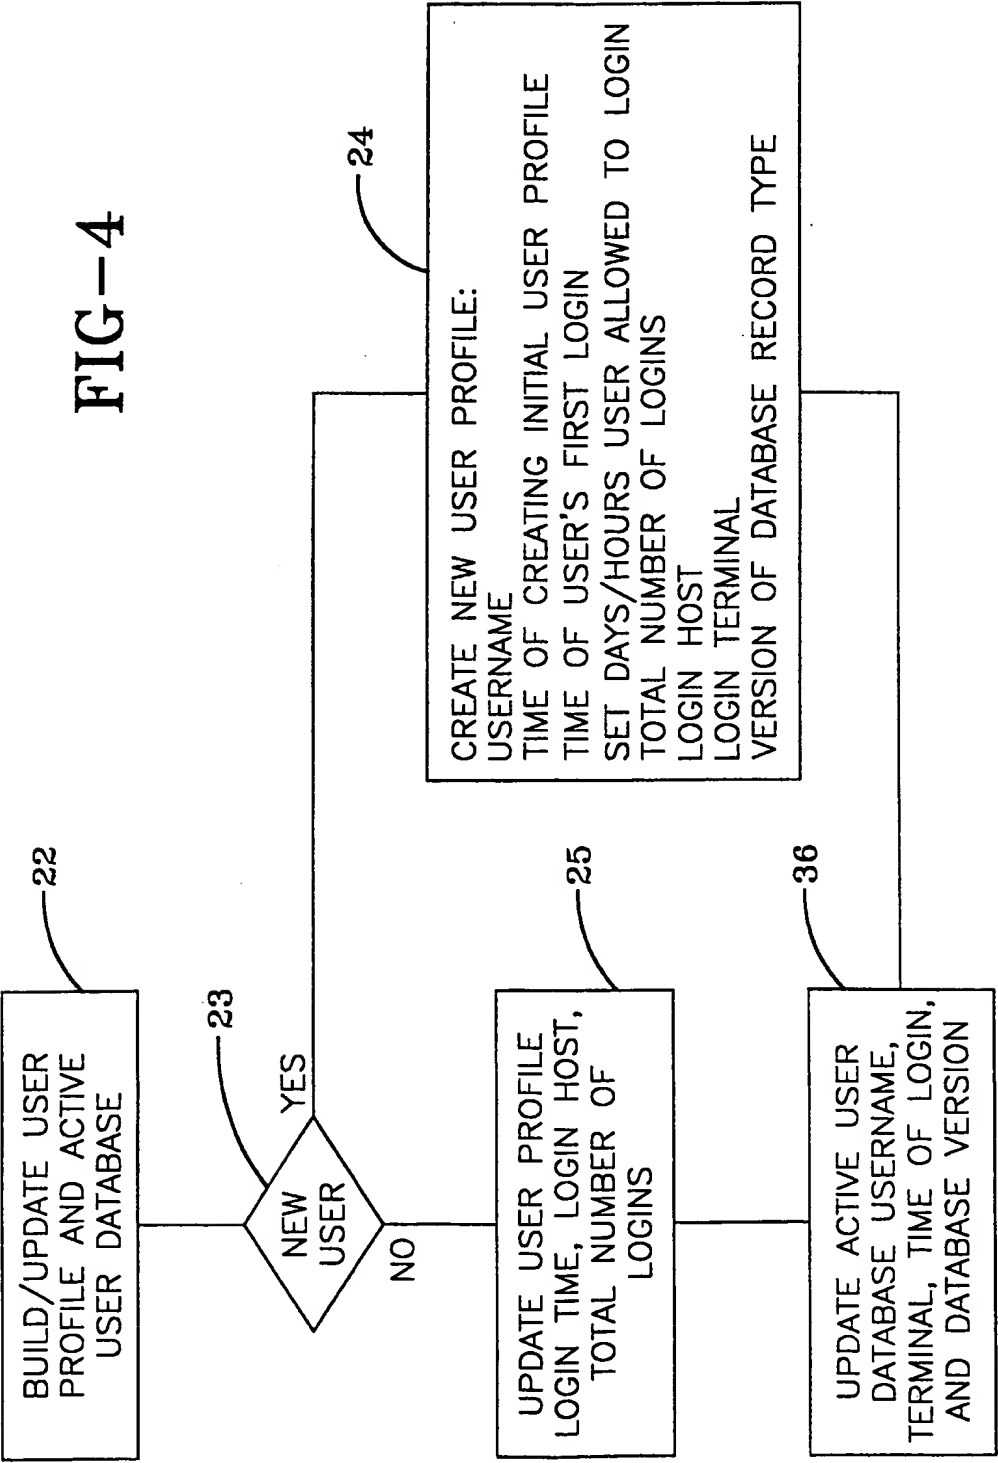 FIG-4
22
BUILD/UPDATE USER
PROFILE AND ACTIVE
USER DATABASE
23
NEW
USER
YES
NO
24
CREATE NEW USER PROFILE:
USERNAME
TIME OF CREATING INITIAL USER PROFILE
TIME OF USER'S FIRST LOGIN
SET DAYS/HOURS USER ALLOWED TO LOGIN
TOTAL NUMBER OF LOGINS
LOGIN HOST
LOGIN TERMINAL
VERSION OF DATABASE RECORD TYPE
25
UPDATE USER PROFILE
LOGIN TIME, LOGIN HOST,
TOTAL NUMBER OF
LOGINS
36
UPDATE ACTIVE USER
DATABASE USERNAME,
TERMINAL, TIME OF LOGIN,
AND DATABASE VERSION